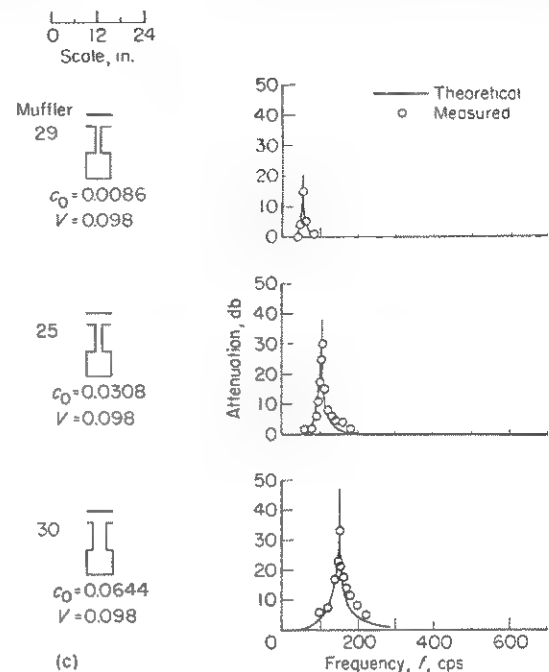 0 12 24
Scale, in.
Muffler
29
c₀=0.0086
V=0.098
50
40
30
20
10
0
Theoretical
Measured
25
c₀=0.0308
V=0.098
Attenuation, db
50
40
30
20
10
0
30
c₀=0.0644
V=0.098
50
40
30
20
10
0 200 400 600
Frequency, f, cps
(c)